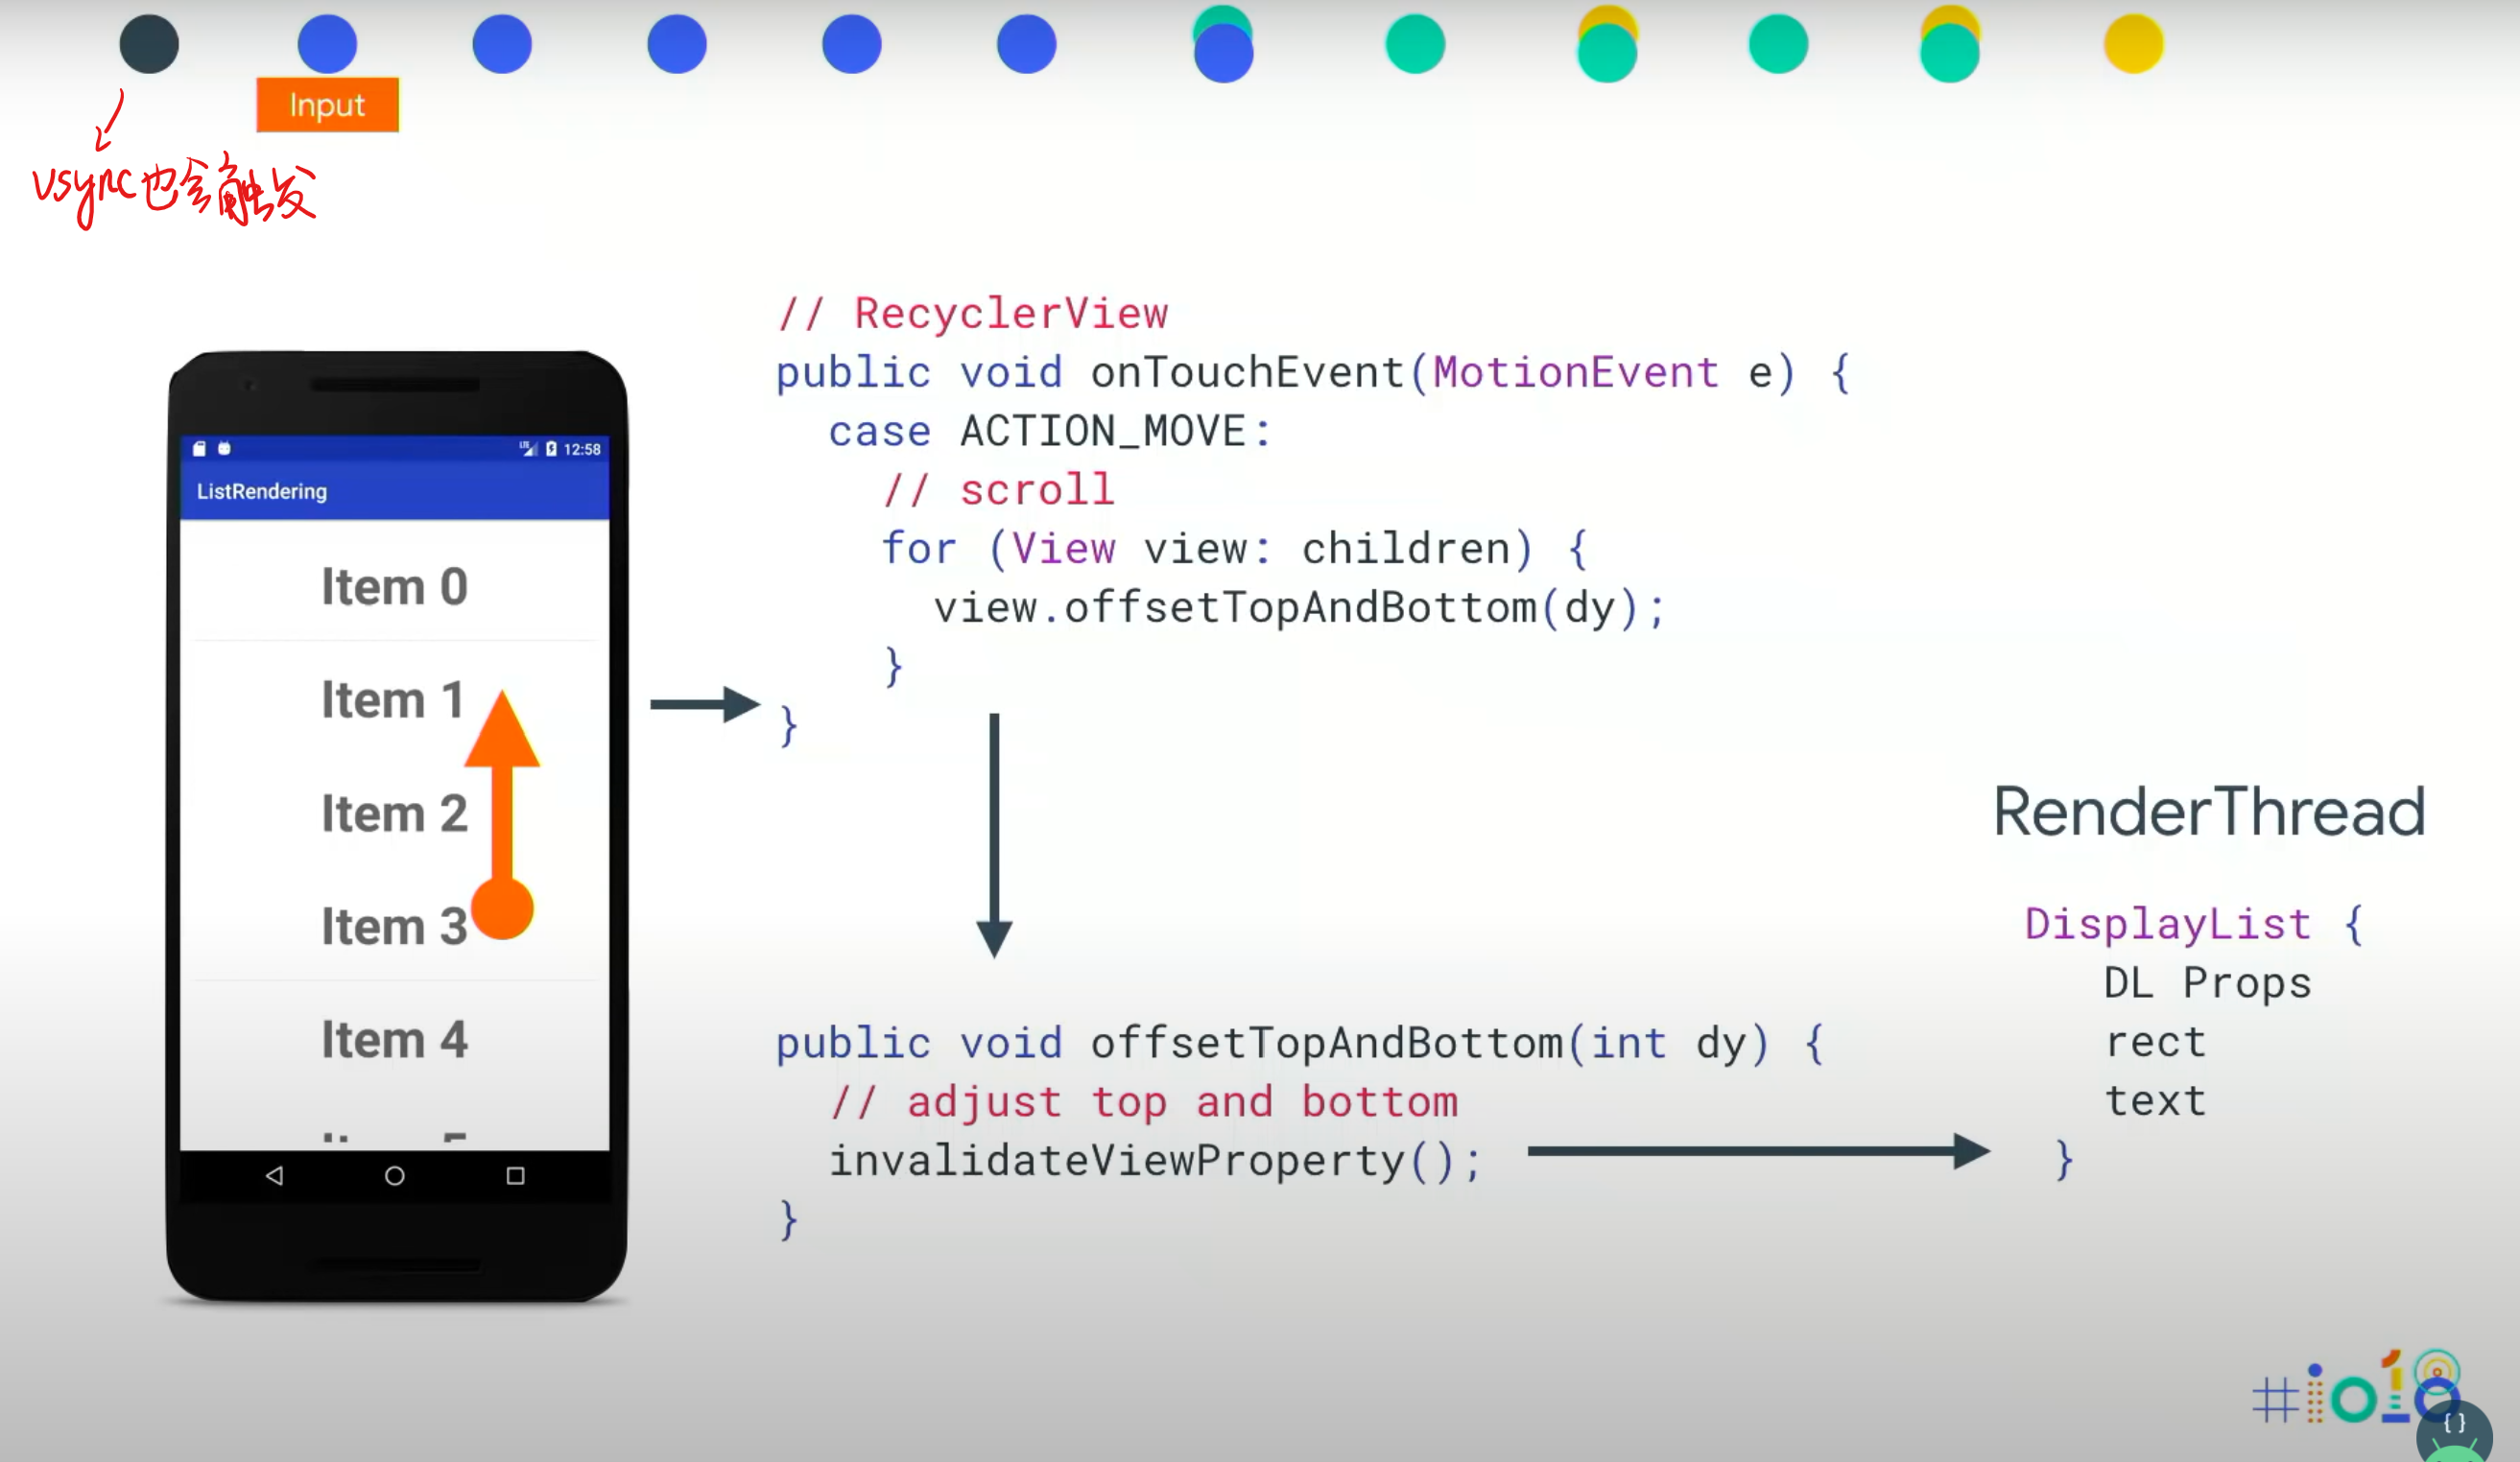 Input
vsync也会触发
// RecyclerView
public void onTouchEvent(MotionEvent e) {
case ACTION_MOVE:
// scroll
for (View view: children) {
view.offsetTopAndBottom(dy);
}
}
LTE 12:58
ListRendering
Item 0
Item 1
Item 2
Item 3
Item 4
public void offsetTopAndBottom(int dy) {
// adjust top and bottom
invalidateViewProperty();
}
RenderThread
DisplayList {
DL Props
rect
text
}
#io18
{}